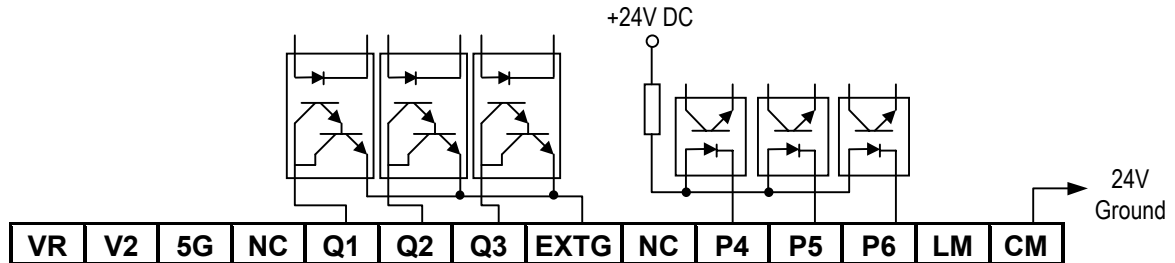 +24V DC
24V
Ground
VR V2 5G NC Q1 Q2 Q3 EXTG NC P4 P5 P6 LM CM